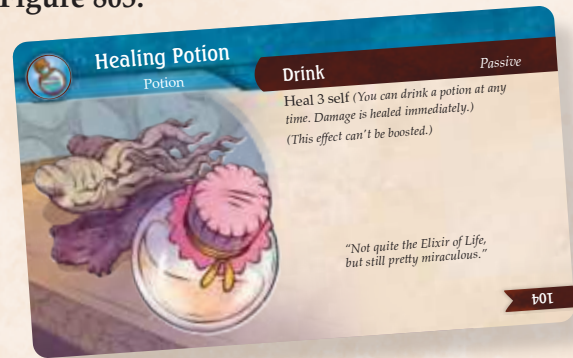 Figure 803.
Healing Potion
Potion
Drink
Passive
Heal 3 self (You can drink a potion at any
time. Damage is healed immediately.)
(This effect can't be boosted.)
"Not quite the Elixir of Life,
but still pretty miraculous."
104